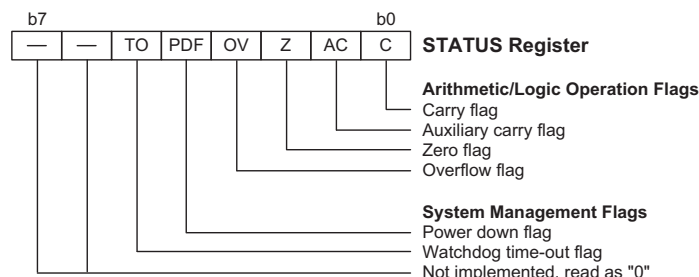 b7 b0
— — TO PDF OV Z AC C STATUS Register
Arithmetic/Logic Operation Flags
Carry flag
Auxiliary carry flag
Zero flag
Overflow flag
System Management Flags
Power down flag
Watchdog time-out flag
Not implemented, read as "0"